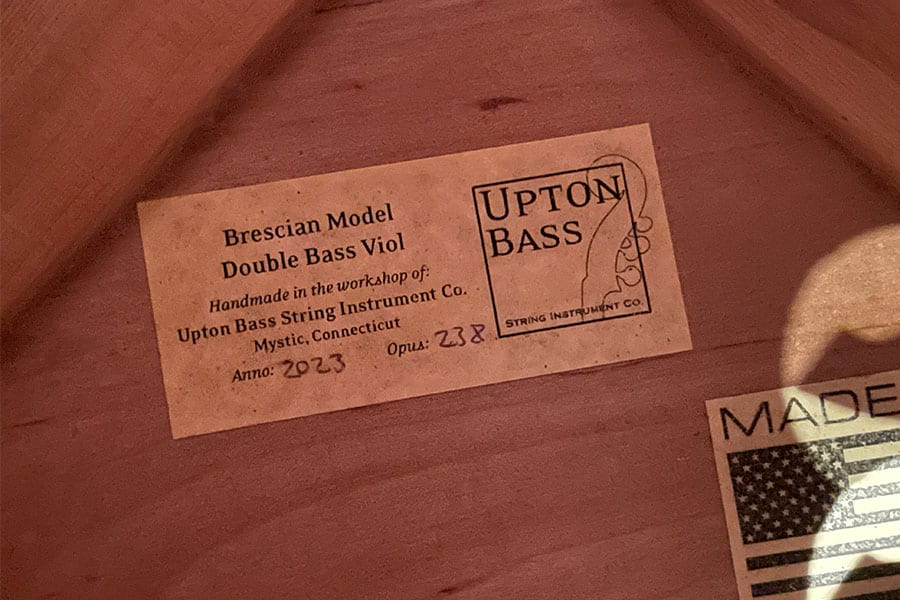 Brescian Model
Double Bass Viol
Handmade in the workshop of:
Upton Bass String Instrument Co.
Mystic, Connecticut
Anno: 2023 Opus: 238
UPTON
BASS
STRING INSTRUMENT CO.
MADE